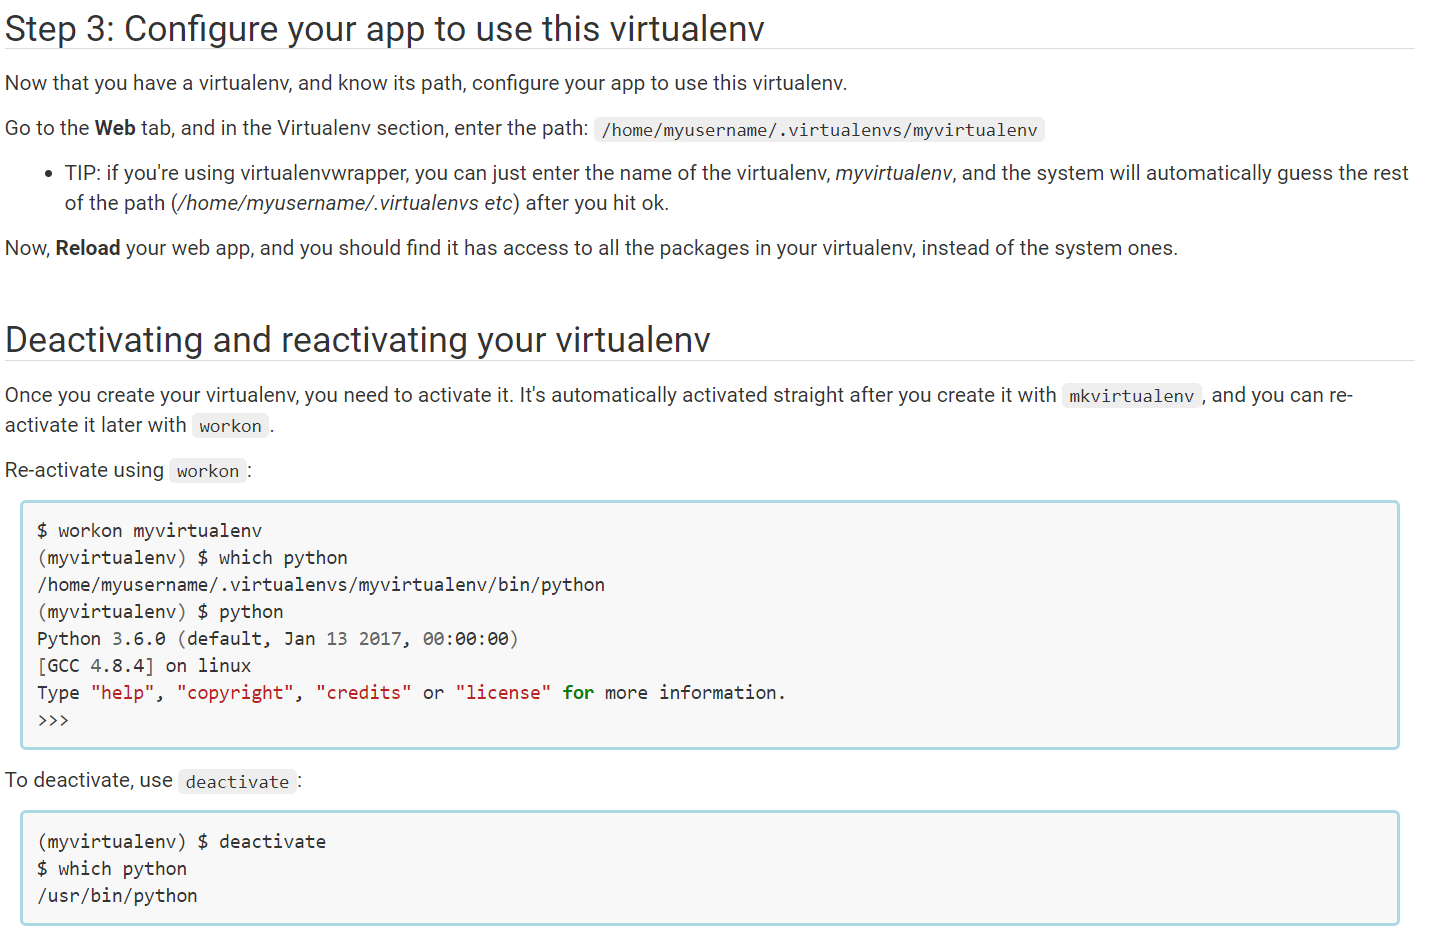 Step 3: Configure your app to use this virtualenv
Now that you have a virtualenv, and know its path, configure your app to use this virtualenv.
Go to the Web tab, and in the Virtualenv section, enter the path: /home/myusername/.virtualenvs/myvirtualenv
• TIP: if you're using virtualenvwrapper, you can just enter the name of the virtualenv, myvirtualenv, and the system will automatically guess the rest
of the path (/home/myusername/.virtualenvs etc) after you hit ok.
Now, Reload your web app, and you should find it has access to all the packages in your virtualenv, instead of the system ones.
Deactivating and reactivating your virtualenv
Once you create your virtualenv, you need to activate it. It's automatically activated straight after you create it with mkvirtualenv, and you can re-
activate it later with workon.
Re-activate using workon:
$ workon myvirtualenv
(myvirtualenv) $ which python
/home/myusername/.virtualenvs/myvirtualenv/bin/python
(myvirtualenv) $ python
Python 3.6.0 (default, Jan 13 2017, 00:00:00)
[GCC 4.8.4] on linux
Type "help", "copyright", "credits" or "license" for more information.
>>>
To deactivate, use deactivate:
(myvirtualenv) $ deactivate
$ which python
/usr/bin/python